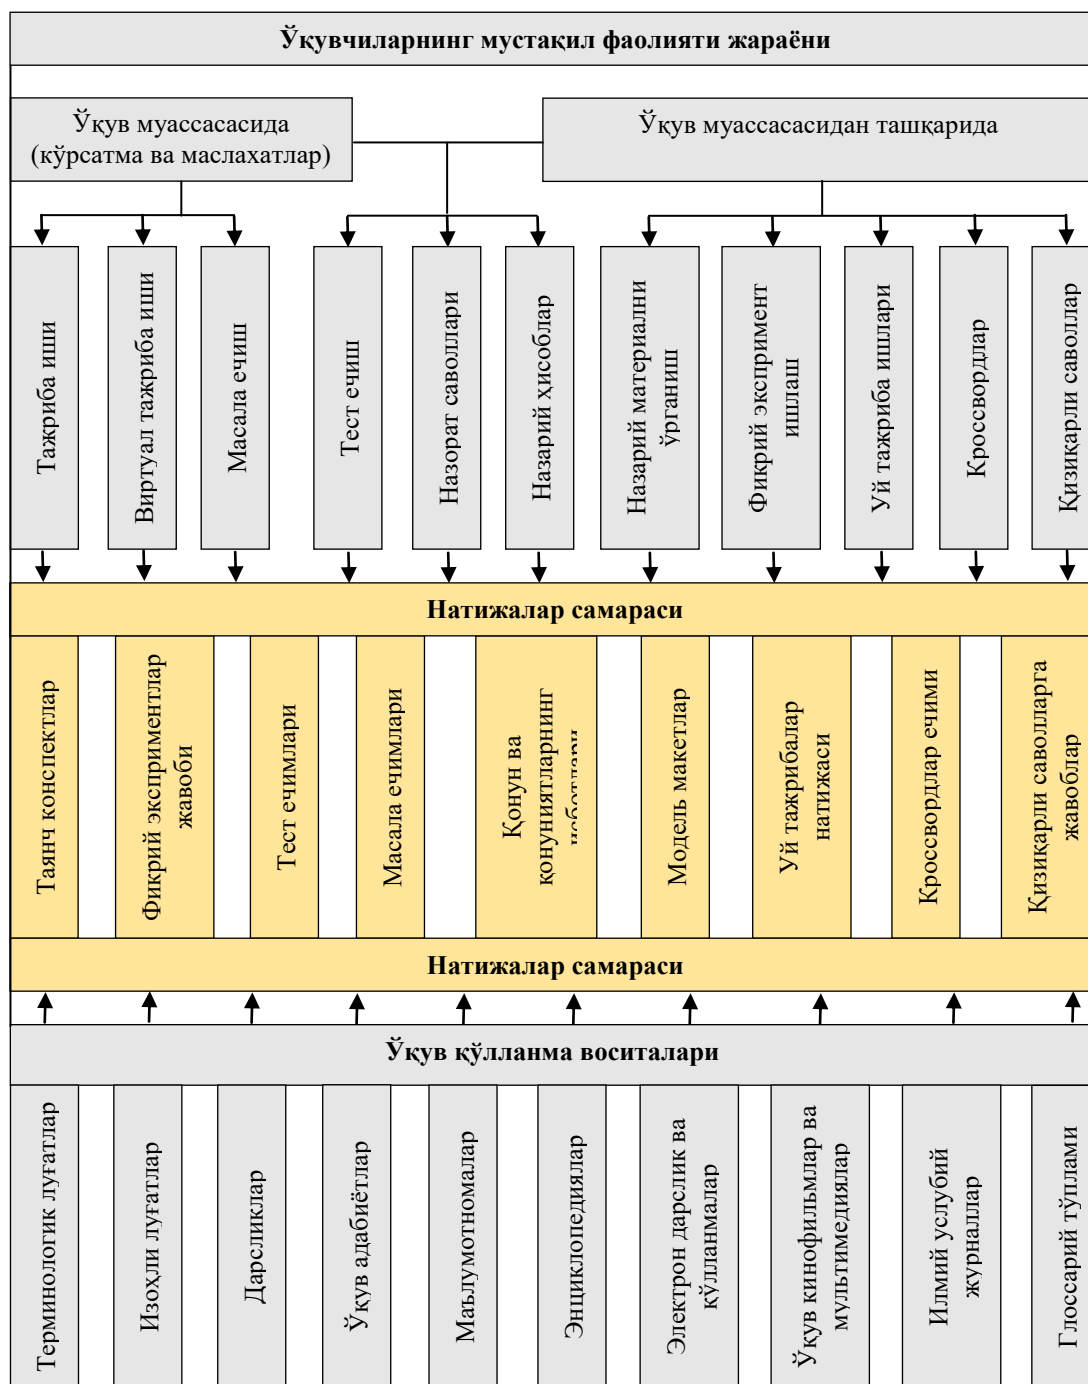 Ўқувчиларнинг мустақил фаолияти жараёни
Ўқув муассасасида
(кўрсатма ва маслахатлар)
Ўқув муассасасидан ташқарида
Тажриба иши
Виртуал тажриба иши
Масала ечиш
Тест ечиш
Назорат саволлари
Назарий ҳисоблар
Назарий материални
ўрганиш
Фикрий экспримент
ишлаш
Уй тажриба ишлари
Кроссвордлар
Қизиқарли саволлар
Натижалар самараси
Таянч конспектлар
Фикрий эксприментлар
жавоби
Тест ечимлари
Масала ечимлари
Қонун ва
қонуниятларнинг
Модель макетлар
Уй тажрибалар
натижаси
Кроссвордлар ечими
Қизиқарли саволларга
жавоблар
Натижалар самараси
Ўқув қўлланма воситалари
Терминологик луғатлар
Изоҳли луғатлар
Дарсликлар
Ўқув адабиётлар
Маълумотномалар
Энциклопедиялар
Электрон дарслик ва
қўлланмалар
Ўқув кинофильмлар ва
мультимедиялар
Илмий услубий
журналлар
Глоссарий тўплами